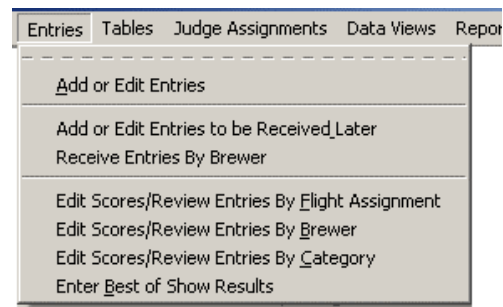 Entries Tables Judge Assignments Data Views Repor
Add or Edit Entries
Add or Edit Entries to be Received Later
Receive Entries By Brewer
Edit Scores/Review Entries By Flight Assignment
Edit Scores/Review Entries By Brewer
Edit Scores/Review Entries By Category
Enter Best of Show Results